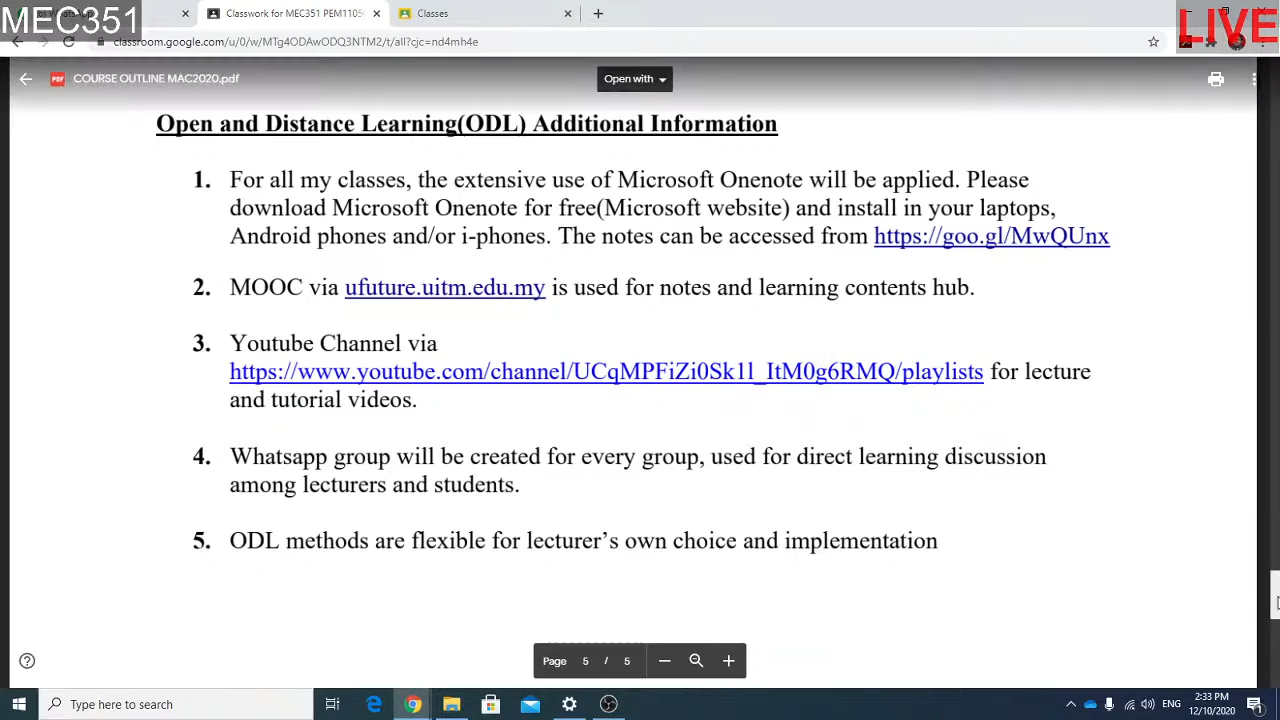 MEC351
WhatsApp
Classwork for MEC351 PEM110S
Classes
LIVE
classroom.google.com/u/0/w/MTg4ODAwODQ3NTM2/t/all?cjc=nd4mh4e
COURSE OUTLINE MAC2020.pdf
Open with
Open and Distance Learning(ODL) Additional Information
1. For all my classes, the extensive use of Microsoft Onenote will be applied. Please
download Microsoft Onenote for free(Microsoft website) and install in your laptops,
Android phones and/or i-phones. The notes can be accessed from https://goo.gl/MwQUnx
2. MOOC via ufuture.uitm.edu.my is used for notes and learning contents hub.
3. Youtube Channel via
https://www.youtube.com/channel/UCqMPFiZi0Sk1l_ItM0g6RMQ/playlists for lecture
and tutorial videos.
4. Whatsapp group will be created for every group, used for direct learning discussion
among lecturers and students.
5. ODL methods are flexible for lecturer’s own choice and implementation
Page 5 / 5
Type here to search
ENG
2:33 PM
12/10/2020